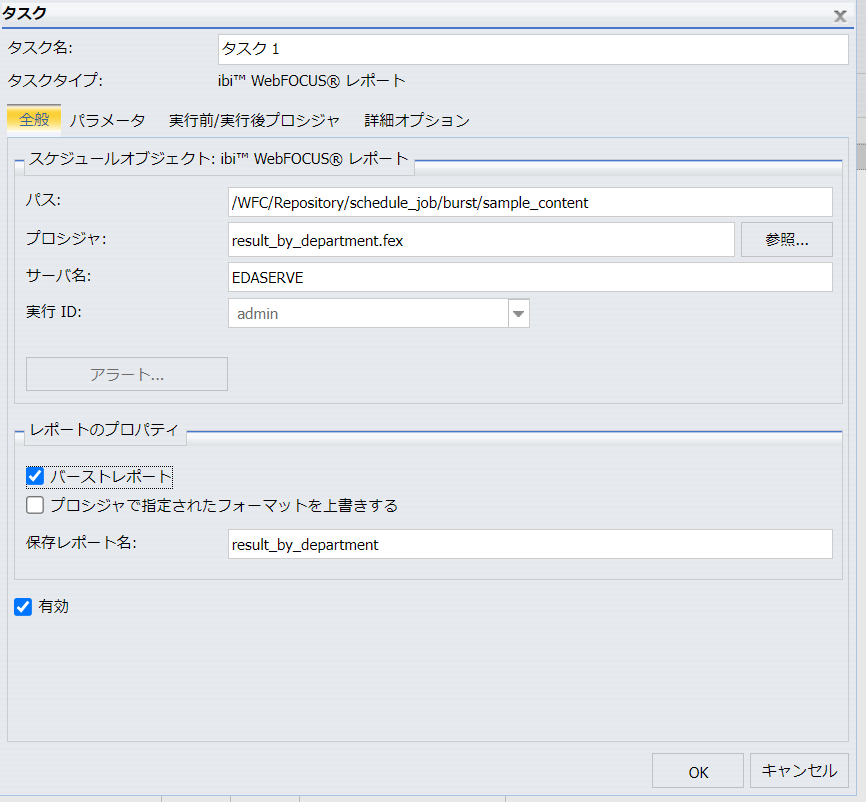 タスク
タスク名: タスク 1
タスクタイプ: ibi™ WebFOCUS® レポート
全般 パラメータ 実行前/実行後プロシジャ 詳細オプション
スケジュールオブジェクト: ibi™ WebFOCUS® レポート
パス: /WFC/Repository/schedule_job/burst/sample_content
プロシジャ: result_by_department.fex 参照...
サーバ名: EDASERVE
実行 ID: admin
アラート...
レポートのプロパティ
バーストレポート
プロシジャで指定されたフォーマットを上書きする
保存レポート名: result_by_department
有効
OK キャンセル